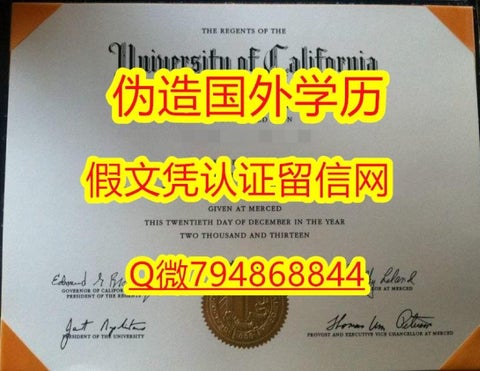 THE REGENTS OF THE
University of California
伪造国外学历
假文凭认证留信网
GIVEN AT MERCED
THIS TWENTIETH DAY OF DECEMBER IN THE YEAR
TWO THOUSAND AND THIRTEEN
Q微794868844
GOVERNOR OF CALIFOR
PRESIDENT OF THE REGENTS
AT MERCED
PRESIDENT OF THE UNIVERSITY
PROVOST AND EXECUTIVE VICE CHANCELLOR AT MERCED